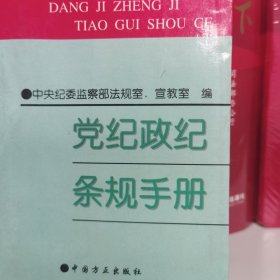 DANG JI ZHENG JI
TIAO GUI SHOU CE
●中央纪委监察部法规室、宣教室 编
党纪政纪
条规手册
●中国方正出版社
下